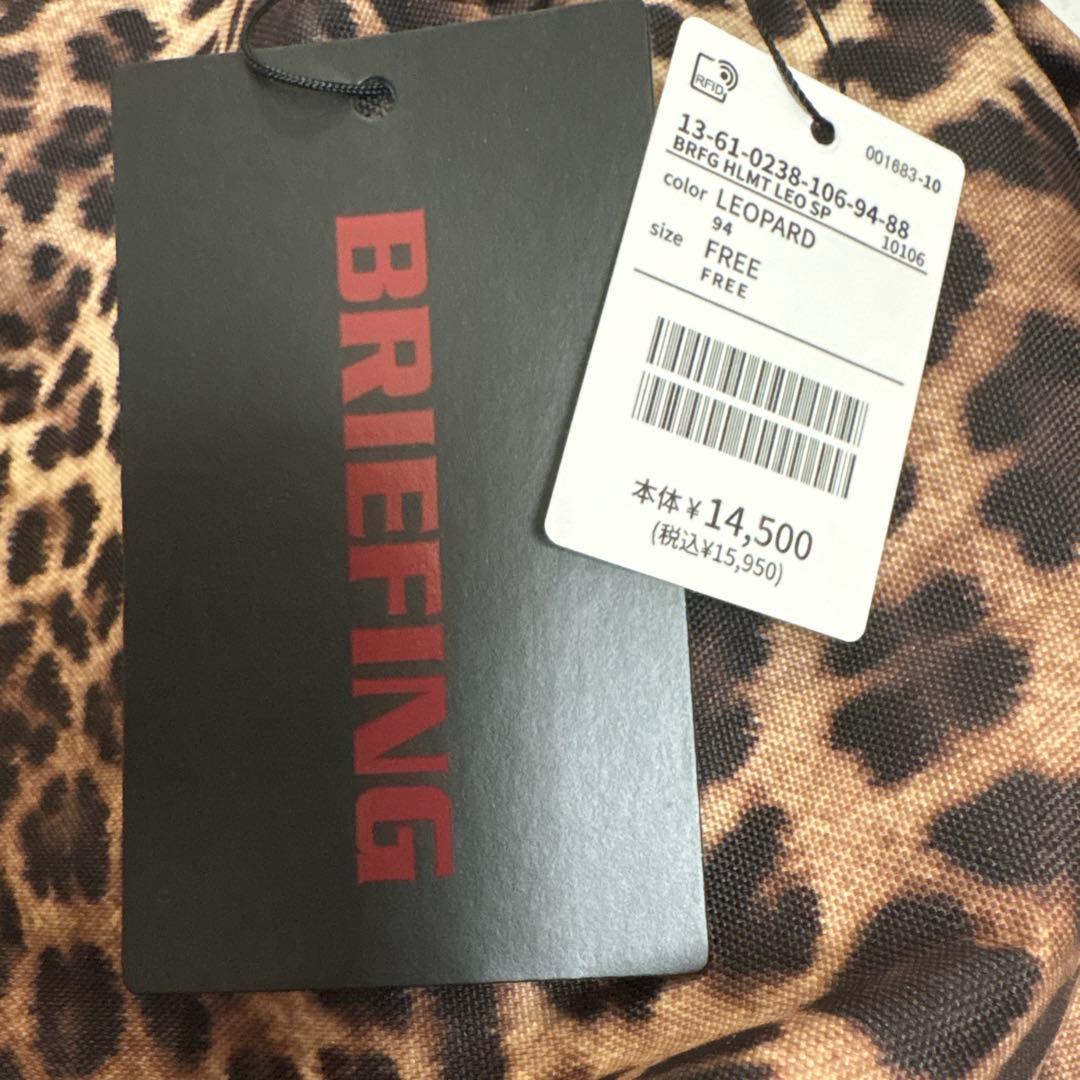 BRIEFING
RFID
001683-10
13-61-0238-106-94-88
BRFG HLMT LEO SP 10106
color LEOPARD
94
size FREE
FREE
本体¥14,500
(税込¥15,950)